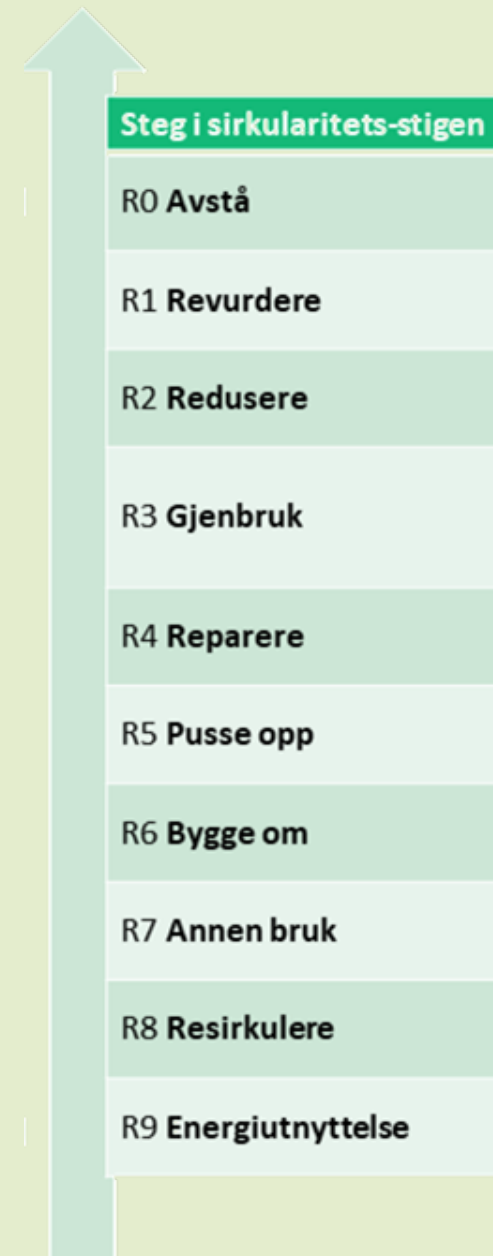 Steg i sirkularitets-stigen
R0 Avstå
R1 Revurdere
R2 Redusere
R3 Gjenbruk
R4 Reparere
R5 Pusse opp
R6 Bygge om
R7 Annen bruk
R8 Resirkulere
R9 Energiutnyttelse